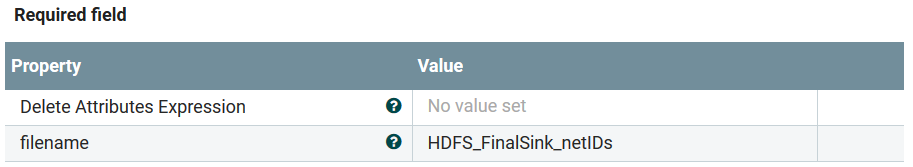 Required field
Property Value
Delete Attributes Expression ? No value set
filename ? HDFS_FinalSink_netIDs